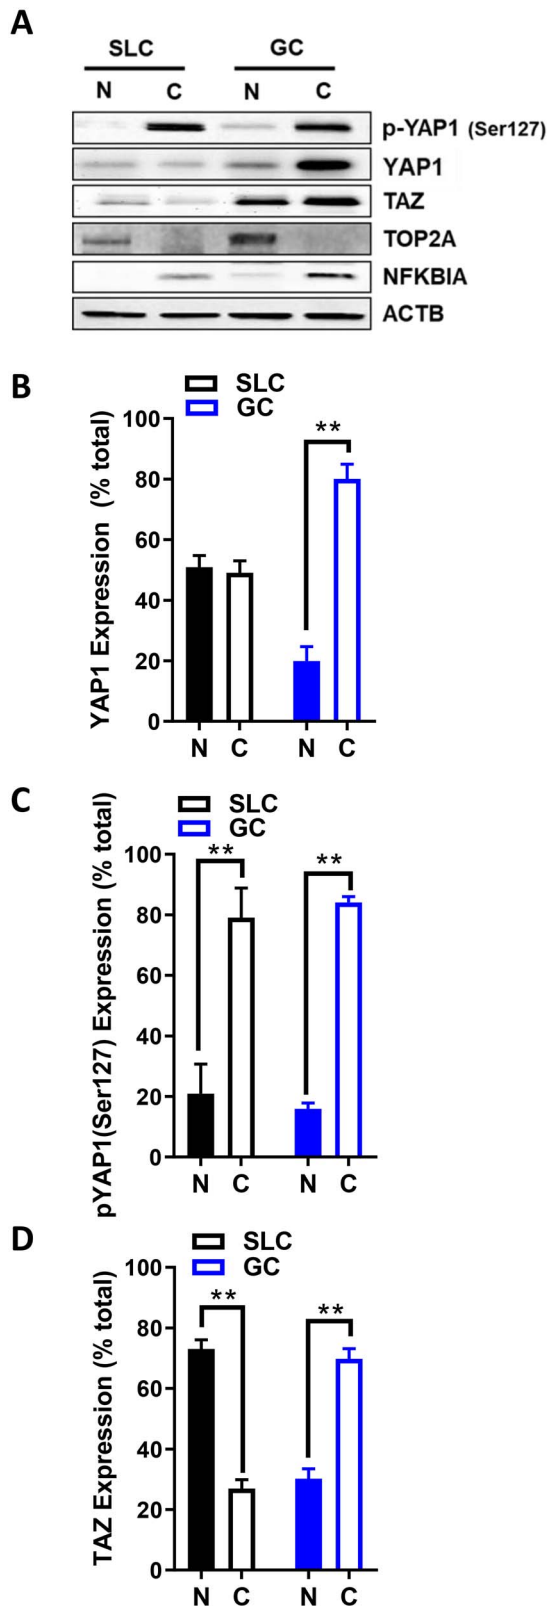 A
SLC GC
N C N C
p-YAP1 (Ser127)
YAP1
TAZ
TOP2A
NFKBIA
ACTB
B
SLC
GC
YAP1 Expression (% total)
100
80
60
40
20
0
**
N C N C
C
SLC
GC
pYAP1(Ser127) Expression (% total)
100
80
60
40
20
0
** **
N C N C
D
SLC
GC
TAZ Expression (% total)
100
80
60
40
20
0
** **
N C N C